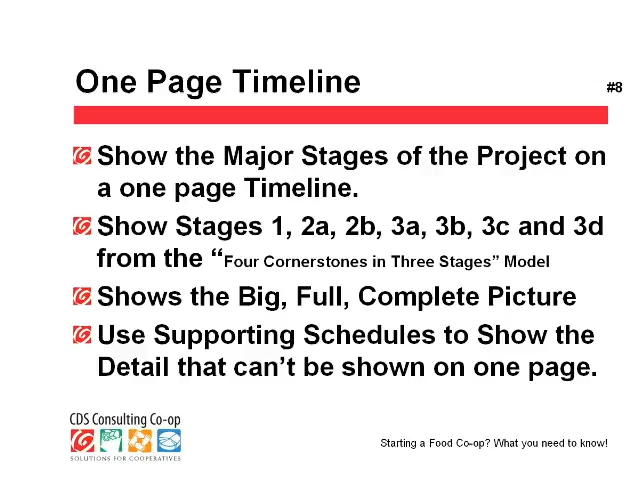 One Page Timeline
#8
Show the Major Stages of the Project on
a one page Timeline.
Show Stages 1, 2a, 2b, 3a, 3b, 3c and 3d
from the “Four Cornerstones in Three Stages” Model
Shows the Big, Full, Complete Picture
Use Supporting Schedules to Show the
Detail that can’t be shown on one page.
CDS Consulting Co-op
SOLUTIONS FOR COOPERATIVES
Starting a Food Co-op? What you need to know!